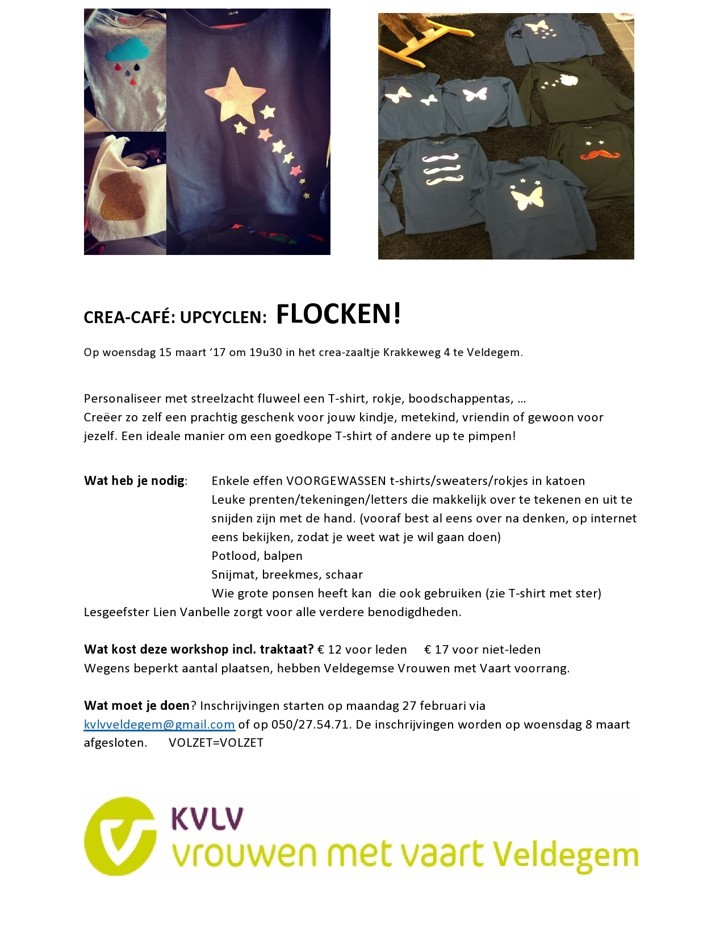 CREA-CAFÉ: UPCYCLEN: FLOCKEN!
Op woensdag 15 maart ’17 om 19u30 in het crea-zaaltje Krakkeweg 4 te Veldegem.
Personaliseer met streelzacht fluweel een T-shirt, rokje, boodschappentas, …
Creëer zo zelf een prachtig geschenk voor jouw kindje, metekind, vriendin of gewoon voor
jezelf. Een ideale manier om een goedkope T-shirt of andere up te pimpen!
Wat heb je nodig: Enkele effen VOORGEWASSEN t-shirts/sweaters/rokjes in katoen
Leuke prenten/tekeningen/letters die makkelijk over te tekenen en uit te
snijden zijn met de hand. (vooraf best al eens over na denken, op internet
eens bekijken, zodat je weet wat je wil gaan doen)
Potlood, balpen
Snijmat, breekmes, schaar
Wie grote ponsen heeft kan die ook gebruiken (zie T-shirt met ster)
Lesgeefster Lien Vanbelle zorgt voor alle verdere benodigdheden.
Wat kost deze workshop incl. traktaat? € 12 voor leden € 17 voor niet-leden
Wegens beperkt aantal plaatsen, hebben Veldegemse Vrouwen met Vaart voorrang.
Wat moet je doen? Inschrijvingen starten op maandag 27 februari via
kvlvveldegem@gmail.com of op 050/27.54.71. De inschrijvingen worden op woensdag 8 maart
afgesloten. VOLZET=VOLZET
KVLV
vrouwen met vaart Veldegem